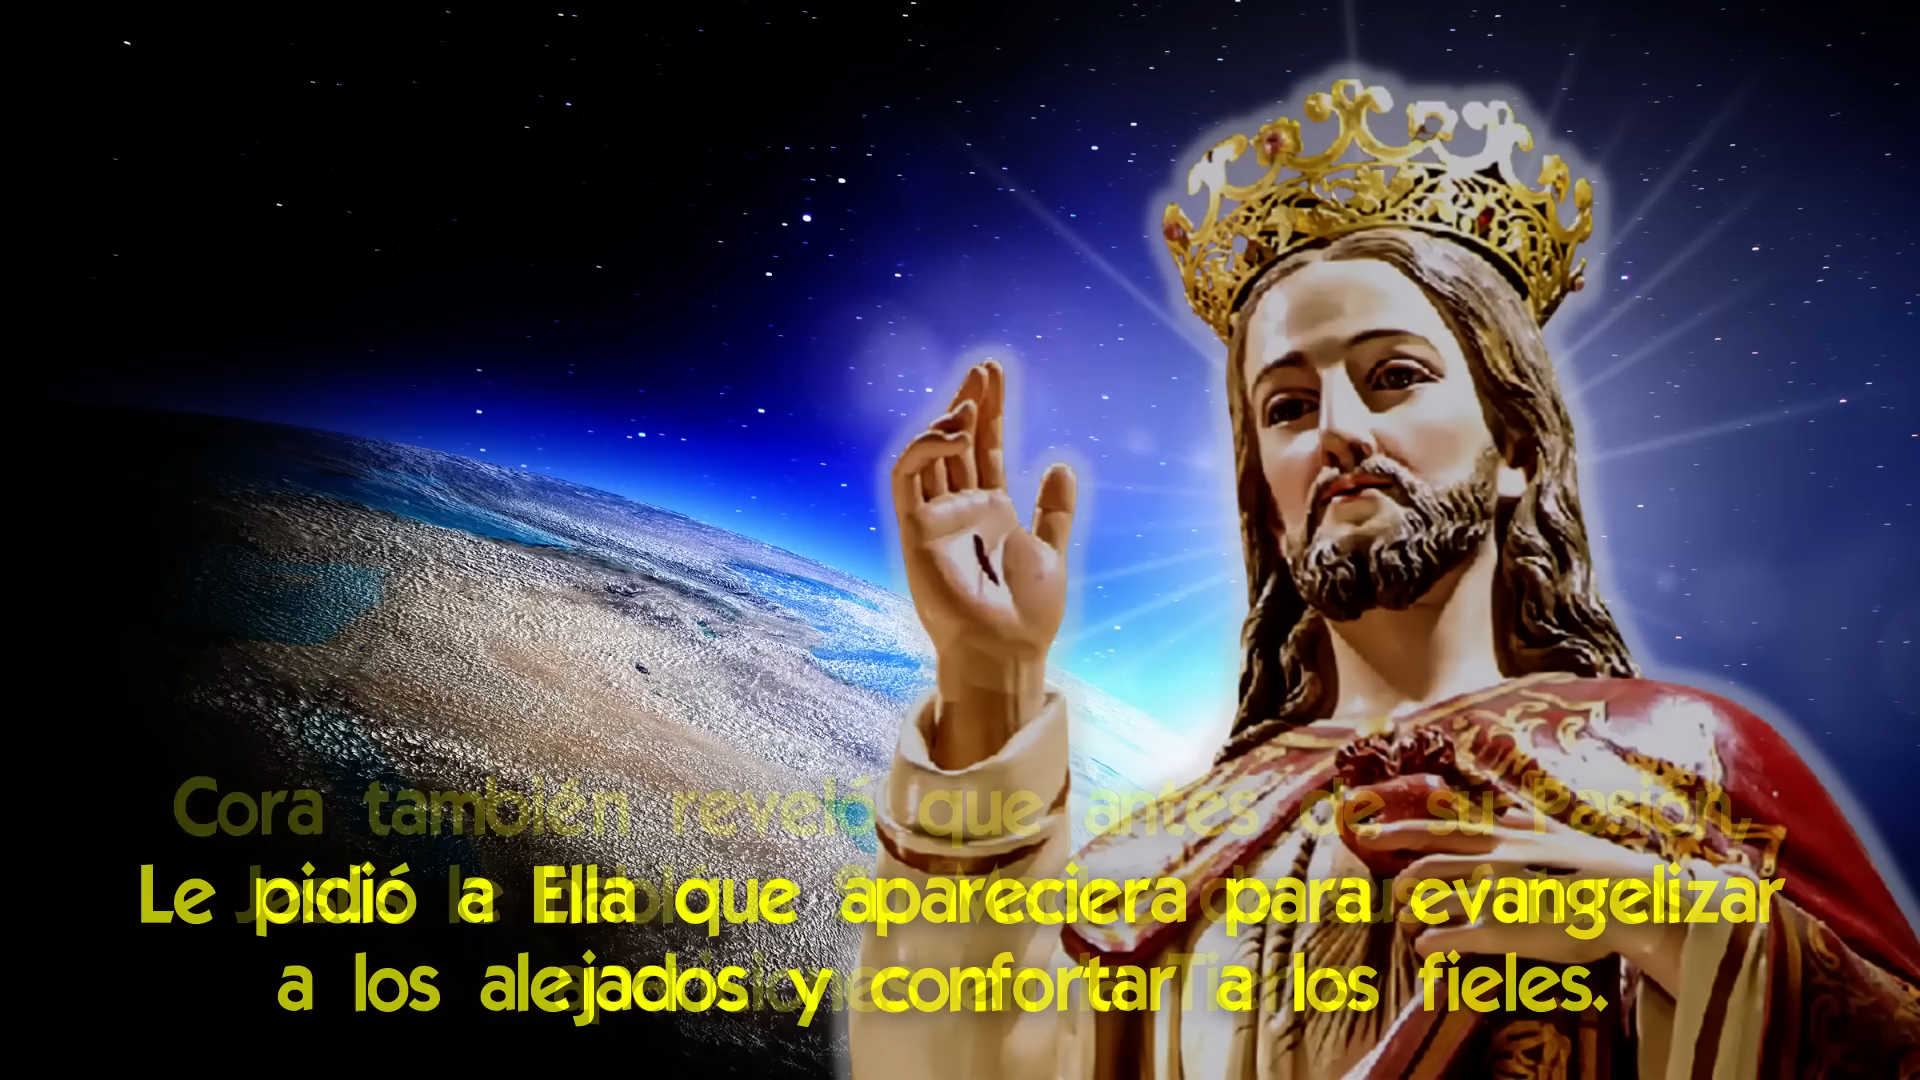 Cora también reveló que antes de su Pasión,
Le pidió a Ella que apareciera para evangelizar
a los alejados y confortar a los fieles.